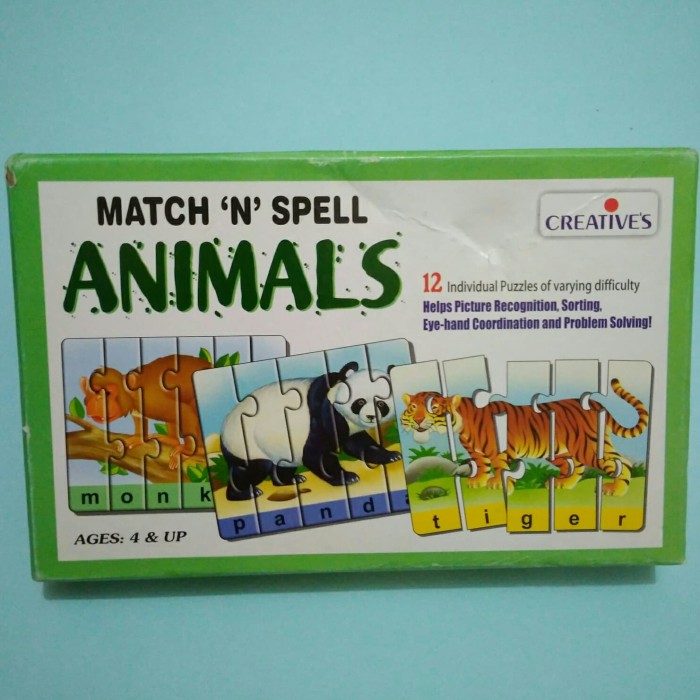 MATCH 'N' SPELL
ANIMALS
CREATIVE'S
12 Individual Puzzles of varying difficulty
Helps Picture Recognition, Sorting,
Eye-hand Coordination and Problem Solving!
m o n k
p a n d a
t i g e r
AGES: 4 & UP